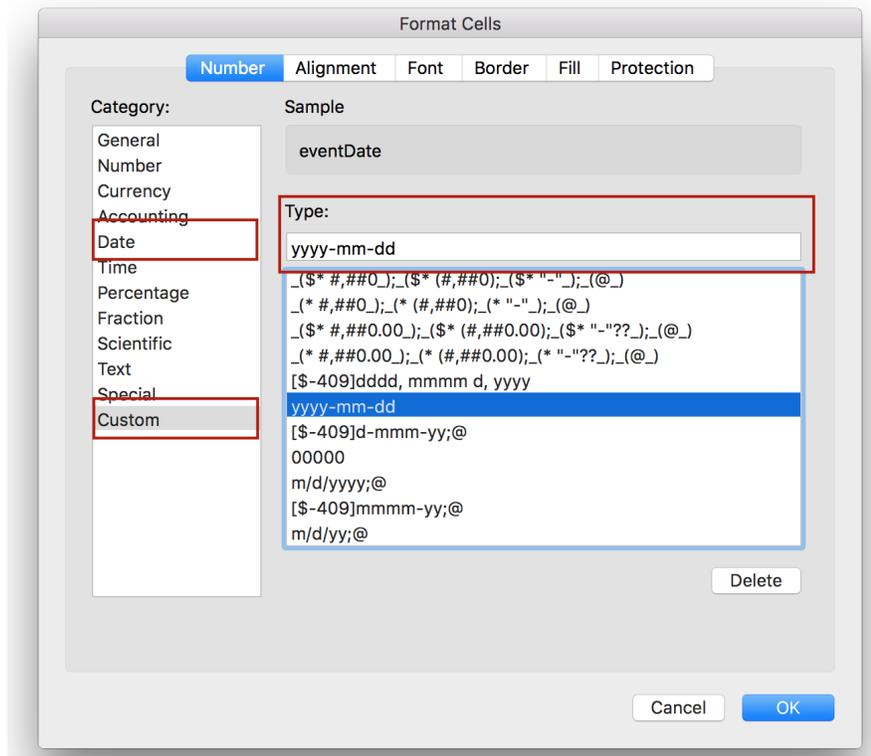 Format Cells
Number Alignment Font Border Fill Protection
Category:
General
Number
Currency
Accounting
Date
Time
Percentage
Fraction
Scientific
Text
Special
Custom
Sample
eventDate
Type:
yyyy-mm-dd
_($* #,##0_);_($* (#,##0);_($* "-"_);_(@_)
_(* #,##0_);_(* (#,##0);_(* "-"_);_(@_)
_($* #,##0.00_);_($* (#,##0.00);_($* "-"??_);_(@_)
_(* #,##0.00_);_(* (#,##0.00);_(* "-"??_);_(@_)
[$-409]dddd, mmmm d, yyyy
yyyy-mm-dd
[$-409]d-mmm-yy;@
00000
m/d/yyyy;@
[$-409]mmmm-yy;@
m/d/yy;@
Delete
Cancel OK